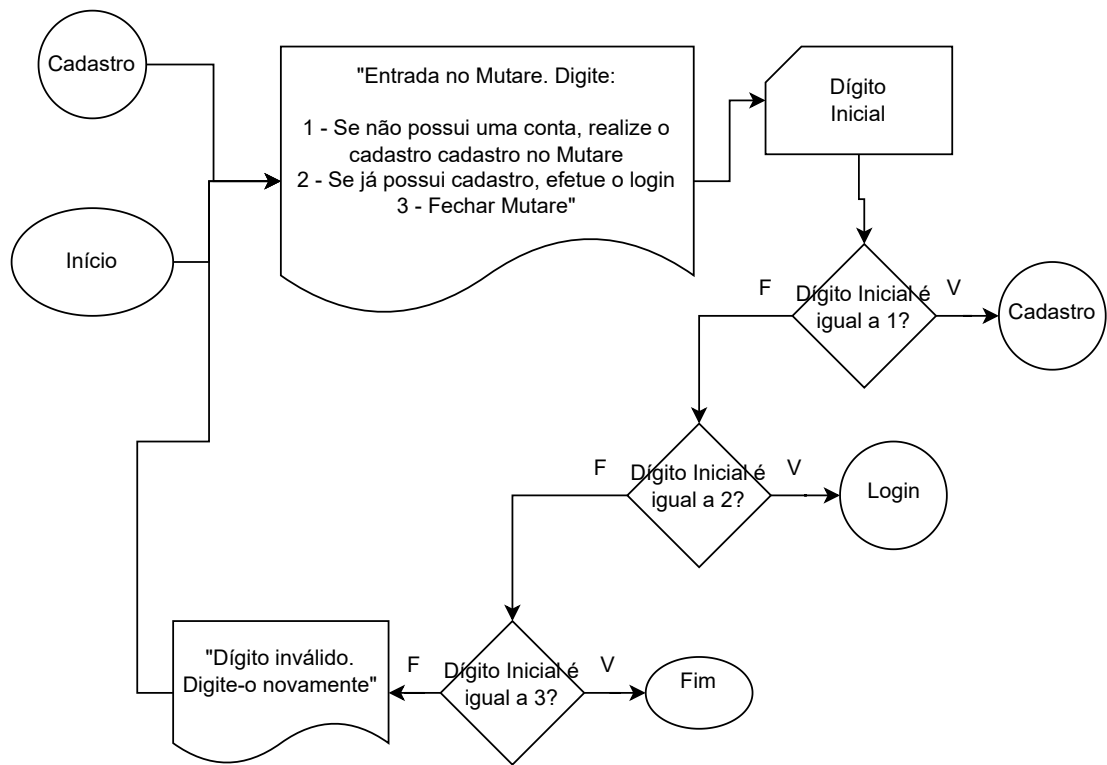 Cadastro
"Entrada no Mutare. Digite:
1 - Se não possui uma conta, realize o
cadastro cadastro no Mutare
2 - Se já possui cadastro, efetue o login
3 - Fechar Mutare"
Dígito
Inicial
Início
F
Dígito Inicial é
igual a 1?
V
Cadastro
F
Dígito Inicial é
igual a 2?
V
Login
"Dígito inválido.
Digite-o novamente"
F
Dígito Inicial é
igual a 3?
V
Fim